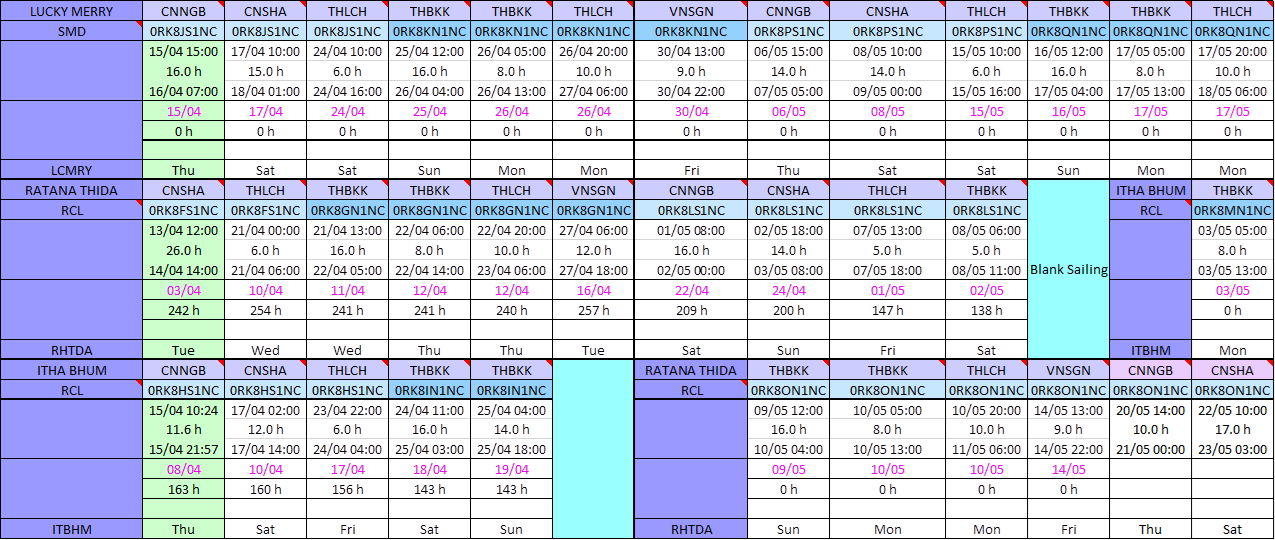 LUCKY MERRY CNNGB CNSHA THLCH THBKK THBKK THLCH VNSGN CNNGB CNSHA THLCH THBKK THBKK THLCH
SMD 0RK8JS1NC 0RK8JS1NC 0RK8JS1NC 0RK8KN1NC 0RK8KN1NC 0RK8KN1NC 0RK8KN1NC 0RK8PS1NC 0RK8PS1NC 0RK8PS1NC 0RK8QN1NC 0RK8QN1NC 0RK8QN1NC
15/04 15:00 17/04 10:00 24/04 10:00 25/04 12:00 26/04 05:00 26/04 20:00 30/04 13:00 06/05 15:00 08/05 10:00 15/05 10:00 16/05 12:00 17/05 05:00 17/05 20:00
16.0 h 15.0 h 6.0 h 16.0 h 8.0 h 10.0 h 9.0 h 14.0 h 14.0 h 6.0 h 16.0 h 8.0 h 10.0 h
16/04 07:00 18/04 01:00 24/04 16:00 26/04 04:00 26/04 13:00 27/04 06:00 30/04 22:00 07/05 05:00 09/05 00:00 15/05 16:00 17/05 04:00 17/05 13:00 18/05 06:00
15/04 17/04 24/04 25/04 26/04 26/04 30/04 06/05 08/05 15/05 16/05 17/05 17/05
0 h 0 h 0 h 0 h 0 h 0 h 0 h 0 h 0 h 0 h 0 h 0 h 0 h
LCMRY Thu Sat Sat Sun Mon Mon Fri Thu Sat Sat Sun Mon Mon
RATANA THIDA CNSHA THLCH THBKK THBKK THLCH VNSGN CNNGB CNSHA THLCH THBKK ITHA BHUM THBKK
RCL 0RK8FS1NC 0RK8FS1NC 0RK8GN1NC 0RK8GN1NC 0RK8GN1NC 0RK8GN1NC 0RK8LS1NC 0RK8LS1NC 0RK8LS1NC 0RK8LS1NC RCL 0RK8MN1NC
13/04 12:00 21/04 00:00 21/04 13:00 22/04 06:00 22/04 20:00 27/04 06:00 01/05 08:00 02/05 18:00 07/05 13:00 08/05 06:00 03/05 05:00
26.0 h 6.0 h 16.0 h 8.0 h 10.0 h 12.0 h 16.0 h 14.0 h 5.0 h 5.0 h 8.0 h
14/04 14:00 21/04 06:00 22/04 05:00 22/04 14:00 23/04 06:00 27/04 18:00 02/05 00:00 03/05 08:00 07/05 18:00 08/05 11:00 Blank Sailing 03/05 13:00
03/04 10/04 11/04 12/04 12/04 16/04 22/04 24/04 01/05 02/05 03/05
242 h 254 h 241 h 241 h 240 h 257 h 209 h 200 h 147 h 138 h 0 h
RHTDA Tue Wed Wed Thu Thu Tue Sat Sun Fri Sat ITBHM Mon
ITHA BHUM CNNGB CNSHA THLCH THBKK THBKK RATANA THIDA THBKK THBKK THLCH VNSGN CNNGB CNSHA
RCL 0RK8HS1NC 0RK8HS1NC 0RK8HS1NC 0RK8IN1NC 0RK8IN1NC RCL 0RK8ON1NC 0RK8ON1NC 0RK8ON1NC 0RK8ON1NC 0RK8ON1NC 0RK8ON1NC
15/04 10:24 17/04 02:00 23/04 22:00 24/04 11:00 25/04 04:00 09/05 12:00 10/05 05:00 10/05 20:00 14/05 13:00 20/05 14:00 22/05 10:00
11.6 h 12.0 h 6.0 h 16.0 h 14.0 h 16.0 h 8.0 h 10.0 h 9.0 h 10.0 h 17.0 h
15/04 21:57 17/04 14:00 24/04 04:00 25/04 03:00 25/04 18:00 10/05 04:00 10/05 13:00 11/05 06:00 14/05 22:00 21/05 00:00 23/05 03:00
08/04 10/04 17/04 18/04 19/04 09/05 10/05 10/05 14/05
163 h 160 h 156 h 143 h 143 h 0 h 0 h 0 h 0 h
ITBHM Thu Sat Fri Sat Sun RHTDA Sun Mon Mon Fri Thu Sat